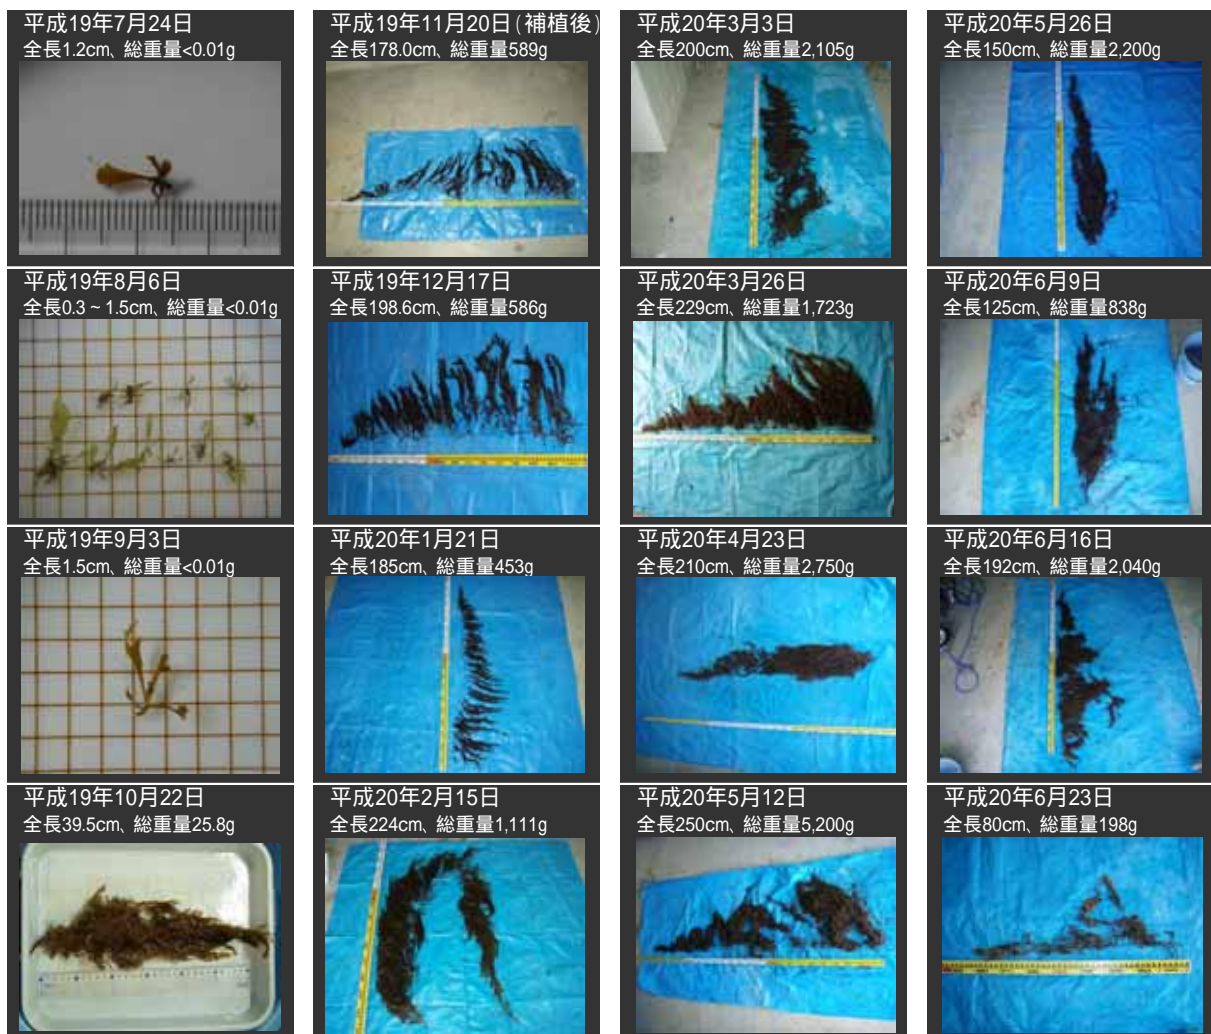 平成19年7月24日
全長1.2cm、総重量<0.01g
平成19年8月6日
全長0.3 ~ 1.5cm、総重量<0.01g
平成19年9月3日
全長1.5cm、総重量<0.01g
平成19年10月22日
全長39.5cm、総重量25.8g
平成19年11月20日(補植後)
全長178.0cm、総重量589g
平成19年12月17日
全長198.6cm、総重量586g
平成20年1月21日
全長185cm、総重量453g
平成20年2月15日
全長224cm、総重量1,111g
平成20年3月3日
全長200cm、総重量2,105g
平成20年3月26日
全長229cm、総重量1,723g
平成20年4月23日
全長210cm、総重量2,750g
平成20年5月12日
全長250cm、総重量5,200g
平成20年5月26日
全長150cm、総重量2,200g
平成20年6月9日
全長125cm、総重量838g
平成20年6月16日
全長192cm、総重量2,040g
平成20年6月23日
全長80cm、総重量198g